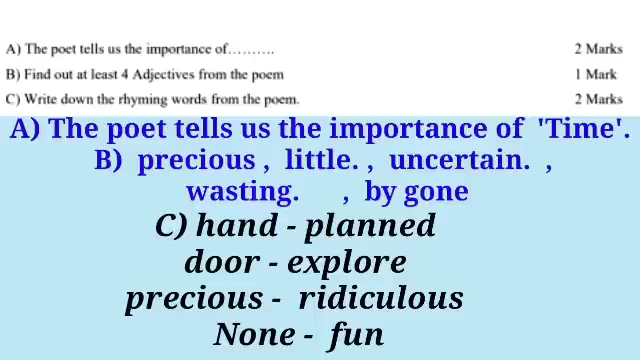 A) The poet tells us the importance of……….. 2 Marks
B) Find out at least 4 Adjectives from the poem 1 Mark
C) Write down the rhyming words from the poem. 2 Marks
A) The poet tells us the importance of 'Time'.
B) precious , little. , uncertain. ,
wasting. , by gone
C) hand - planned
door - explore
precious - ridiculous
None - fun